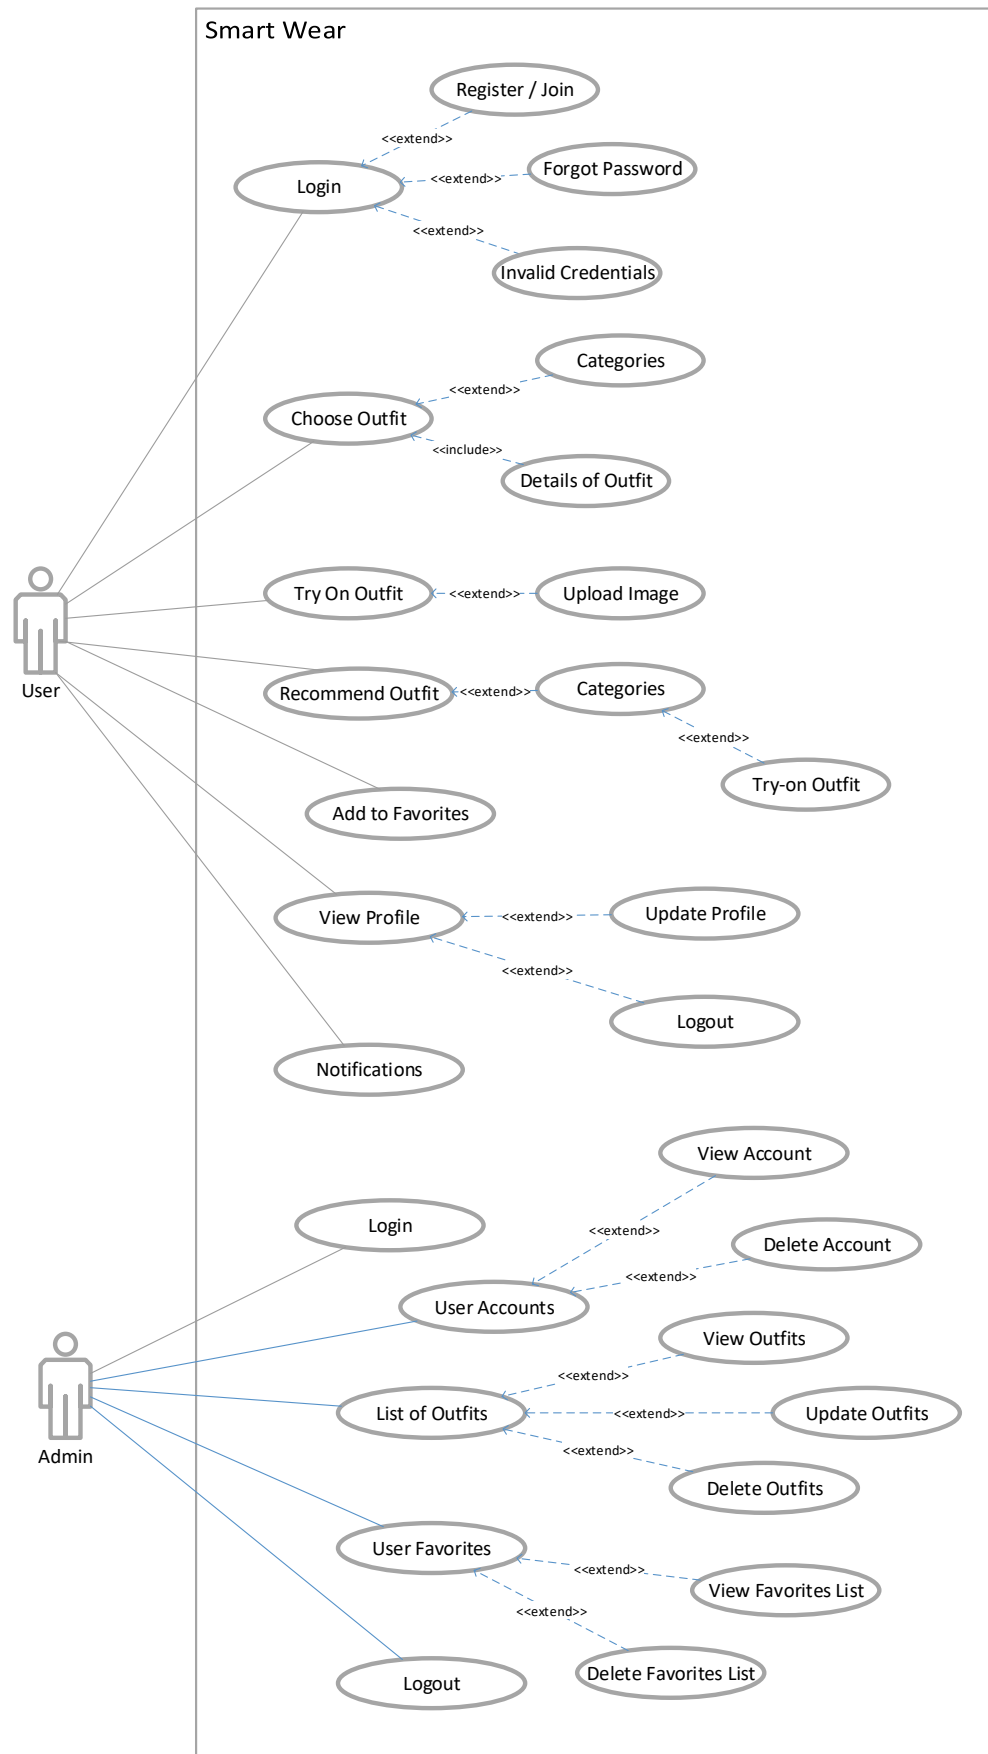 Smart Wear
Register / Join
<<extend>>
Forgot Password
<<extend>>
Login
<<extend>>
Invalid Credentials
Categories
<<extend>>
Choose Outfit
<<include>>
Details of Outfit
Try On Outfit
<<extend>>
Upload Image
User
Recommend Outfit
<<extend>>
Categories
<<extend>>
Try-on Outfit
Add to Favorites
View Profile
<<extend>>
Update Profile
<<extend>>
Logout
Notifications
View Account
Login
<<extend>>
Delete Account
<<extend>>
User Accounts
View Outfits
<<extend>>
List of Outfits
<<extend>>
Update Outfits
<<extend>>
Admin
Delete Outfits
User Favorites
<<extend>>
View Favorites List
<<extend>>
Delete Favorites List
Logout